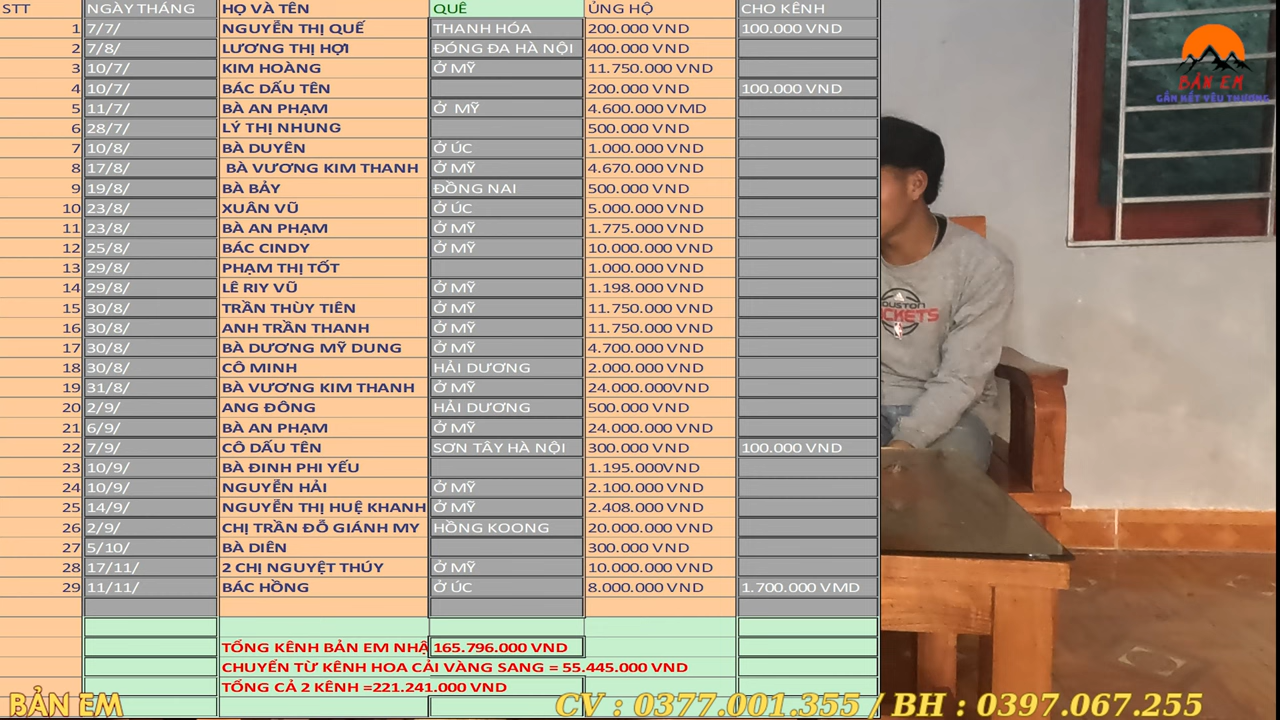 STT NGÀY THÁNG HỌ VÀ TÊN QUÊ ỦNG HỘ CHO KÊNH
1 7/7/ NGUYỄN THỊ QUẾ THANH HÓA 200.000 VND 100.000 VND
2 7/8/ LƯƠNG THỊ HỢI ĐÓNG ĐA HÀ NỘI 400.000 VND
3 10/7/ KIM HOÀNG Ở MỸ 11.750.000 VND
4 10/7/ BÁC DẤU TÊN 200.000 VND 100.000 VND
5 11/7/ BÀ AN PHẠM Ở MỸ 4.600.000 VMD
6 28/7/ LÝ THỊ NHUNG 500.000 VND
7 10/8/ BÀ DUYÊN Ở ÚC 1.000.000 VND
8 17/8/ BÀ VƯƠNG KIM THANH Ở MỸ 4.670.000 VND
9 19/8/ BÀ BẢY ĐỒNG NAI 500.000 VND
10 23/8/ XUÂN VŨ Ở ÚC 5.000.000 VND
11 23/8/ BÀ AN PHẠM Ở MỸ 1.775.000 VND
12 25/8/ BÁC CINDY Ở MỸ 10.000.000 VND
13 29/8/ PHẠM THỊ TỐT 1.000.000 VND
14 29/8/ LÊ RIY VŨ Ở MỸ 1.198.000 VND
15 30/8/ TRẦN THÙY TIÊN Ở MỸ 11.750.000 VND
16 30/8/ ANH TRẦN THANH Ở MỸ 11.750.000 VND
17 30/8/ BÀ DƯƠNG MỸ DUNG Ở MỸ 4.700.000 VND
18 30/8/ CÔ MINH HẢI DƯƠNG 2.000.000 VND
19 31/8/ BÀ VƯƠNG KIM THANH Ở MỸ 24.000.000VND
20 2/9/ ANG ĐÔNG HẢI DƯƠNG 500.000 VND
21 6/9/ BÀ AN PHẠM Ở MỸ 24.000.000 VND
22 7/9/ CÔ DẤU TÊN SƠN TÂY HÀ NỘI 300.000 VND 100.000 VND
23 10/9/ BÀ ĐINH PHI YẾU 1.195.000VND
24 10/9/ NGUYỄN HẢI Ở MỸ 2.100.000 VND
25 14/9/ NGUYỄN THỊ HUỆ KHANH Ở MỸ 2.408.000 VND
26 2/9/ CHỊ TRẦN ĐỖ GIÁNH MY HỒNG KOONG 20.000.000 VND
27 5/10/ BÀ DIÊN 300.000 VND
28 17/11/ 2 CHỊ NGUYỆT THÚY Ở MỸ 10.000.000 VND
29 11/11/ BÁC HỒNG Ở ÚC 8.000.000 VND 1.700.000 VMD
TỔNG KÊNH BẢN EM NHẬ 165.796.000 VND
CHUYỂN TỪ KÊNH HOA CẢI VÀNG SANG = 55.445.000 VND
TỔNG CẢ 2 KÊNH =221.241.000 VND
BẢN EM
GẮN KẾT YÊU THƯƠNG
BẢN EM CV : 0377.001.355 / BH : 0397.067.255